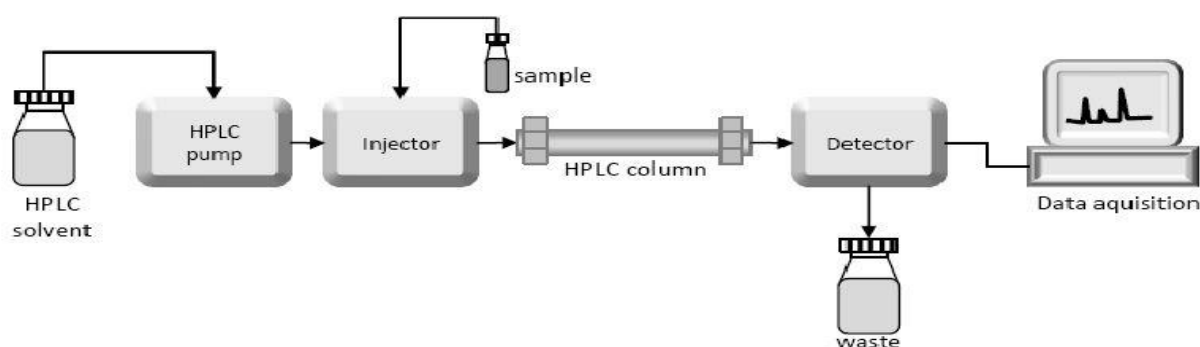 HPLC
solvent
HPLC
pump
Injector
sample
HPLC column
Detector
waste
Data aquisition